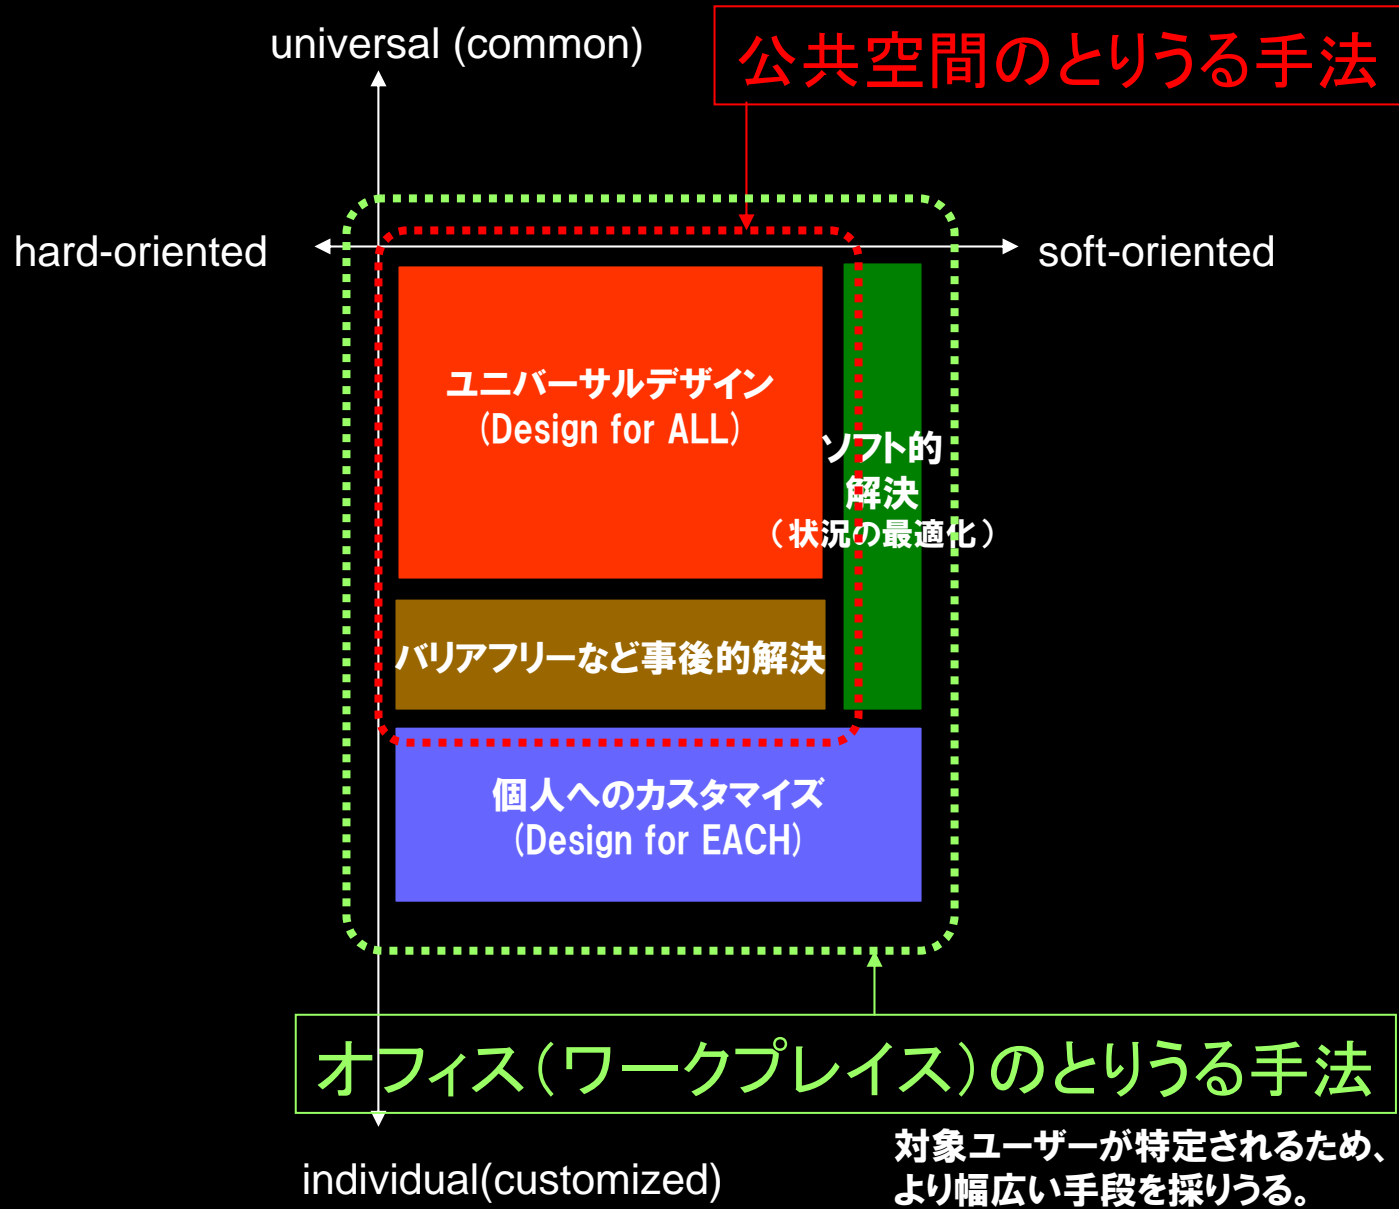 universal (common)
公共空間のとりうる手法
hard-oriented
soft-oriented
ユニバーサルデザイン
(Design for ALL)
ソフト的
解決
(状況の最適化)
バリアフリーなど事後的解決
個人へのカスタマイズ
(Design for EACH)
オフィス(ワークプレイス)のとりうる手法
individual(customized)
対象ユーザーが特定されるため、
より幅広い手段を採りうる。